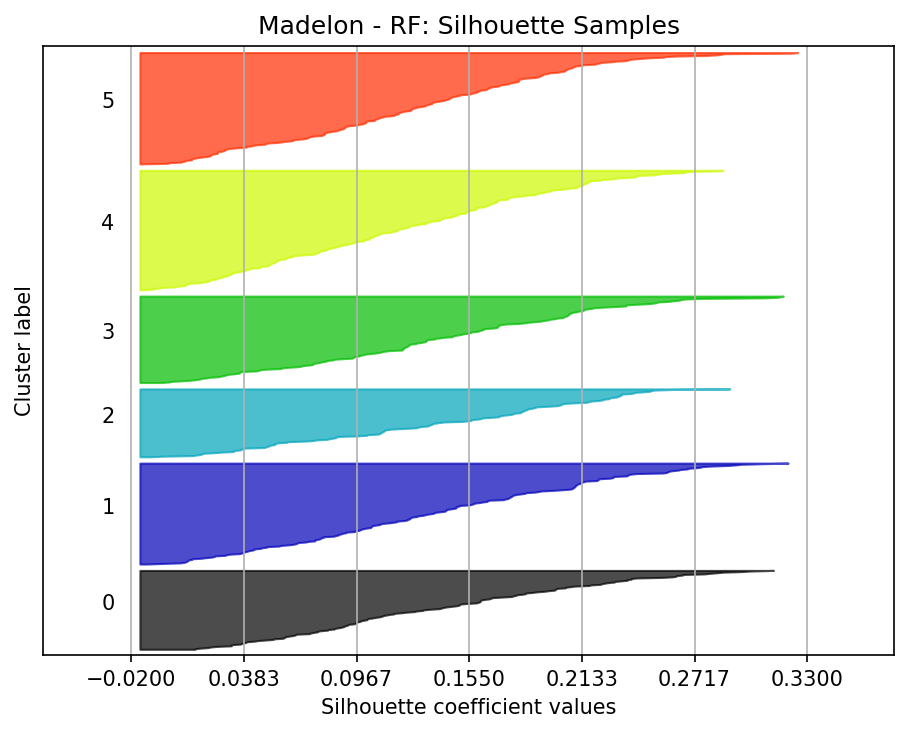 Madelon - RF: Silhouette Samples
5
4
3
2
1
0
Cluster label
−0.0200 0.0383 0.0967 0.1550 0.2133 0.2717 0.3300
Silhouette coefficient values